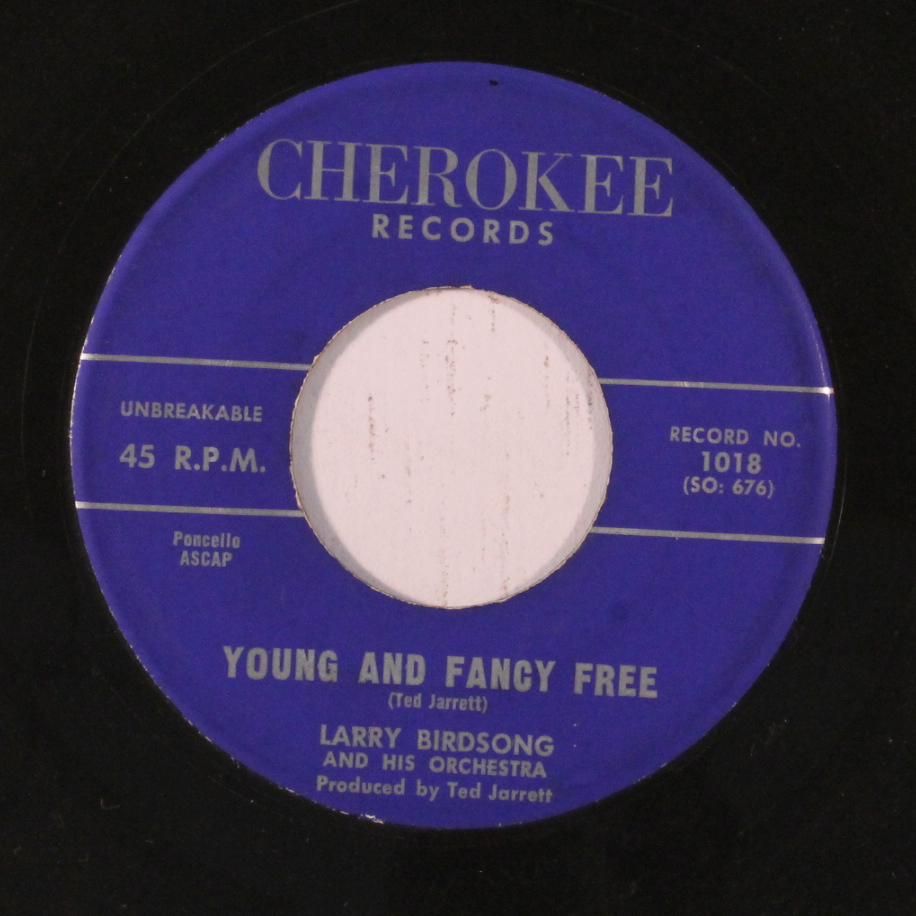 CHEROKEE
RECORDS
UNBREAKABLE
45 R.P.M.
RECORD NO.
1018
(SO: 676)
Poncello
ASCAP
YOUNG AND FANCY FREE
(Ted Jarrett)
LARRY BIRDSONG
AND HIS ORCHESTRA
Produced by Ted Jarrett